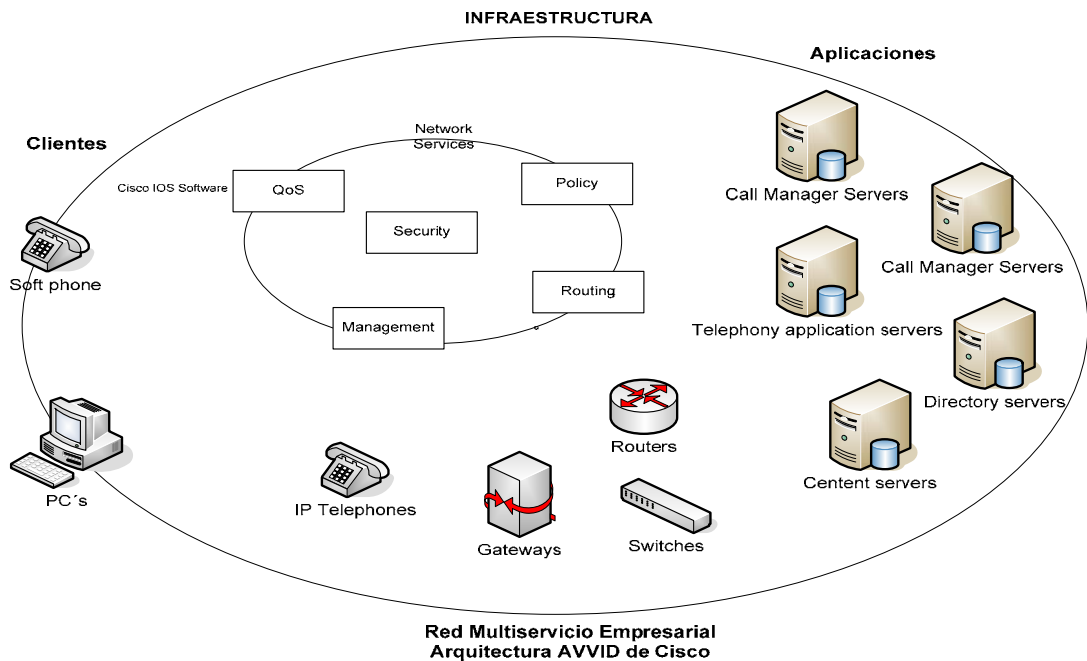 INFRAESTRUCTURA
Aplicaciones
Clientes
Network
Services
Cisco IOS Software
QoS
Policy
Security
Routing
Management
Call Manager Servers
Call Manager Servers
Soft phone
Telephony application servers
Directory servers
Routers
Centent servers
PC´s
IP Telephones
Gateways
Switches
Red Multiservicio Empresarial
Arquitectura AVVID de Cisco